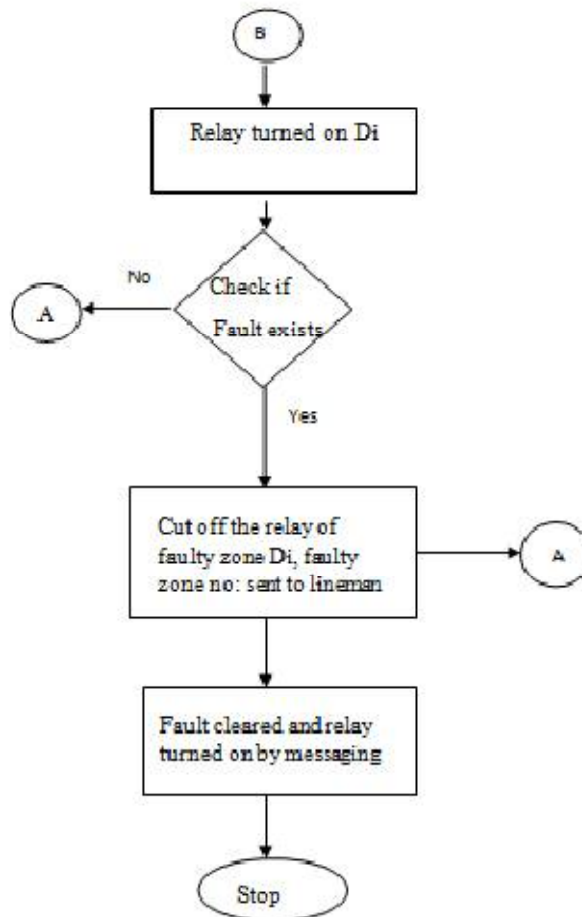 B
Relay turned on Di
No
Check if
A
Fault exists
Yes
Cut off the relay of
faulty zone Di, faulty
zone no: sent to lineman
A
Fault cleared and relay
turned on by messaging
Stop